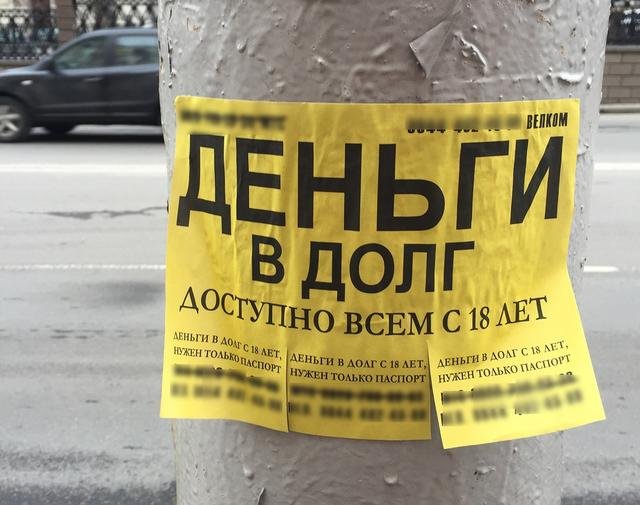 ВЕЛКОМ
ДЕНЬГИ
В ДОЛГ
ДОСТУПНО ВСЕМ С 18 ЛЕТ
ДЕНЬГИ В ДОЛГ С 18 ЛЕТ,
НУЖЕН ТОЛЬКО ПАСПОРТ
ДЕНЬГИ В ДОЛГ С 18 ЛЕТ,
НУЖЕН ТОЛЬКО ПАСПОРТ
ДЕНЬГИ В ДОЛГ С 18 ЛЕТ,
НУЖЕН ТОЛЬКО ПАСПОРТ